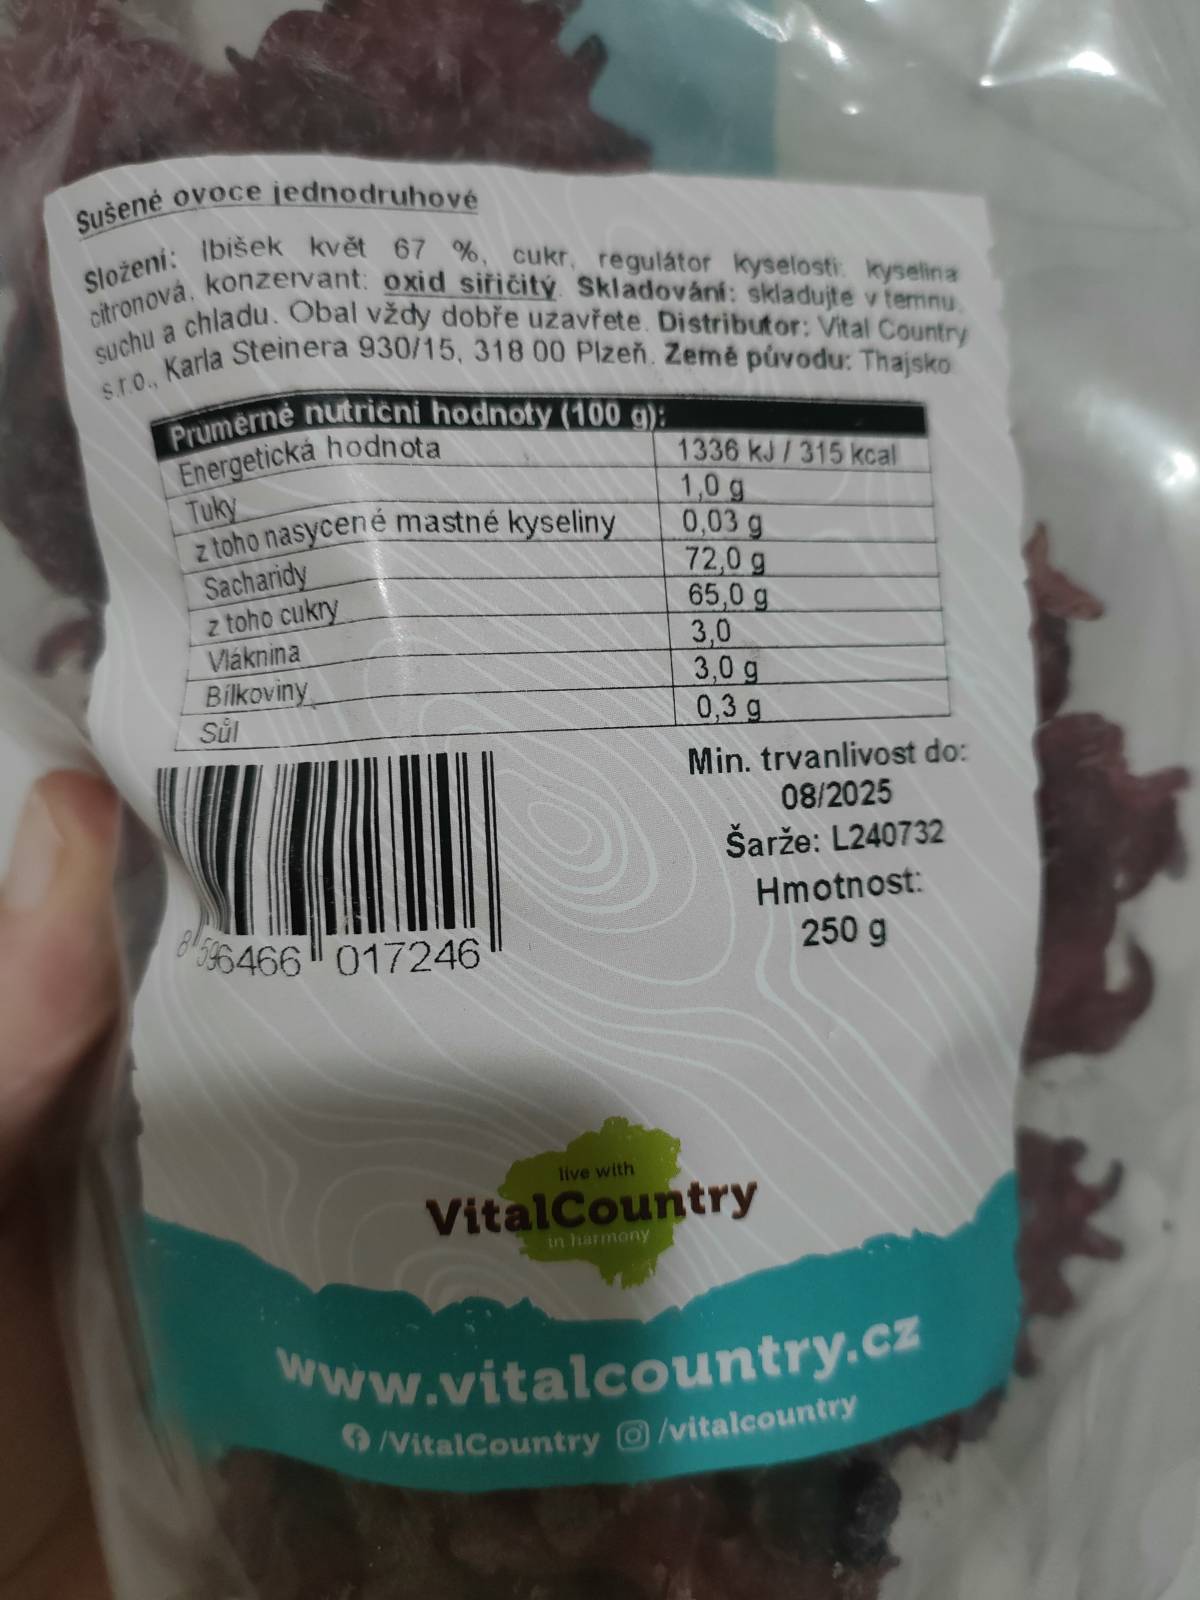 Sušené ovoce jednodruhové
Složení: Ibišek květ 67 %, cukr, regulátor kyselosti: kyselina
citronová, konzervant: oxid siřičitý. Skladování: skladujte v temnu,
suchu a chladu. Obal vždy dobře uzavřete. Distributor: Vital Country
s.r.o., Karla Steinera 930/15, 318 00 Plzeň. Země původu: Thajsko
Průměrné nutriční hodnoty (100 g):
Energetická hodnota 1336 kJ / 315 kcal
Tuky 1,0 g
z toho nasycené mastné kyseliny 0,03 g
Sacharidy 72,0 g
z toho cukry 65,0 g
Vláknina 3,0
Bílkoviny 3,0 g
Sůl 0,3 g
Min. trvanlivost do:
08/2025
Šarže: L240732
Hmotnost:
250 g
8 596466 017246
live with
VitalCountry
in harmony
www.vitalcountry.cz
/VitalCountry /vitalcountry